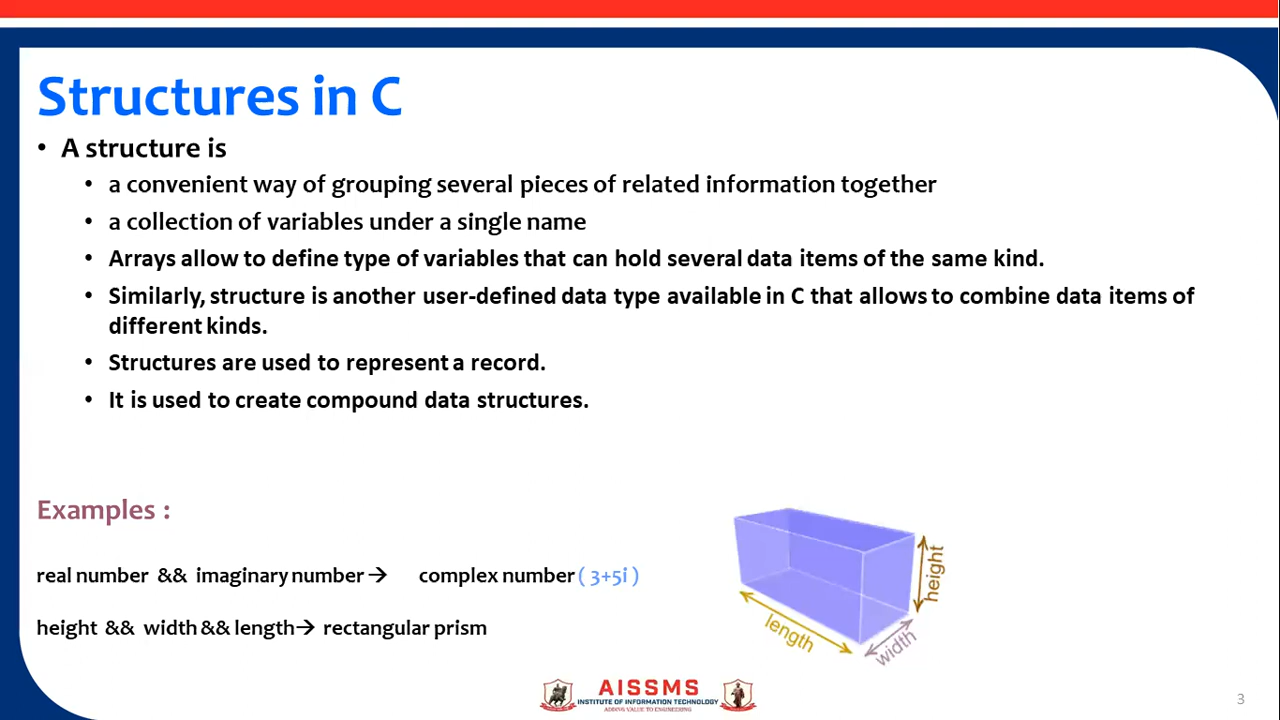 Structures in C
• A structure is
• a convenient way of grouping several pieces of related information together
• a collection of variables under a single name
• Arrays allow to define type of variables that can hold several data items of the same kind.
• Similarly, structure is another user-defined data type available in C that allows to combine data items of
different kinds.
• Structures are used to represent a record.
• It is used to create compound data structures.
Examples :
real number && imaginary number → complex number ( 3+5i )
height && width && length → rectangular prism
length
width
height
AISSMS
INSTITUTE OF INFORMATION TECHNOLOGY
ADDING VALUE TO ENGINEERING
3